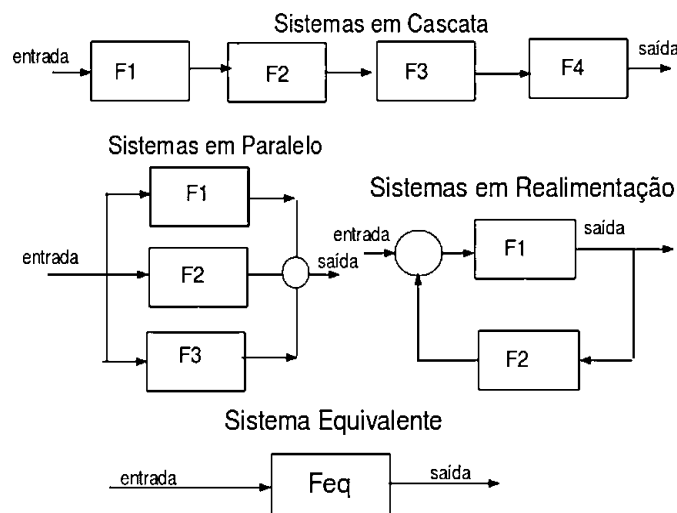 Sistemas em Cascata
entrada
F1
F2
F3
F4
saída
Sistemas em Paralelo
F1
entrada
F2
saída
F3
Sistemas em Realimentação
entrada
F1
saída
F2
Sistema Equivalente
entrada
Feq
saída